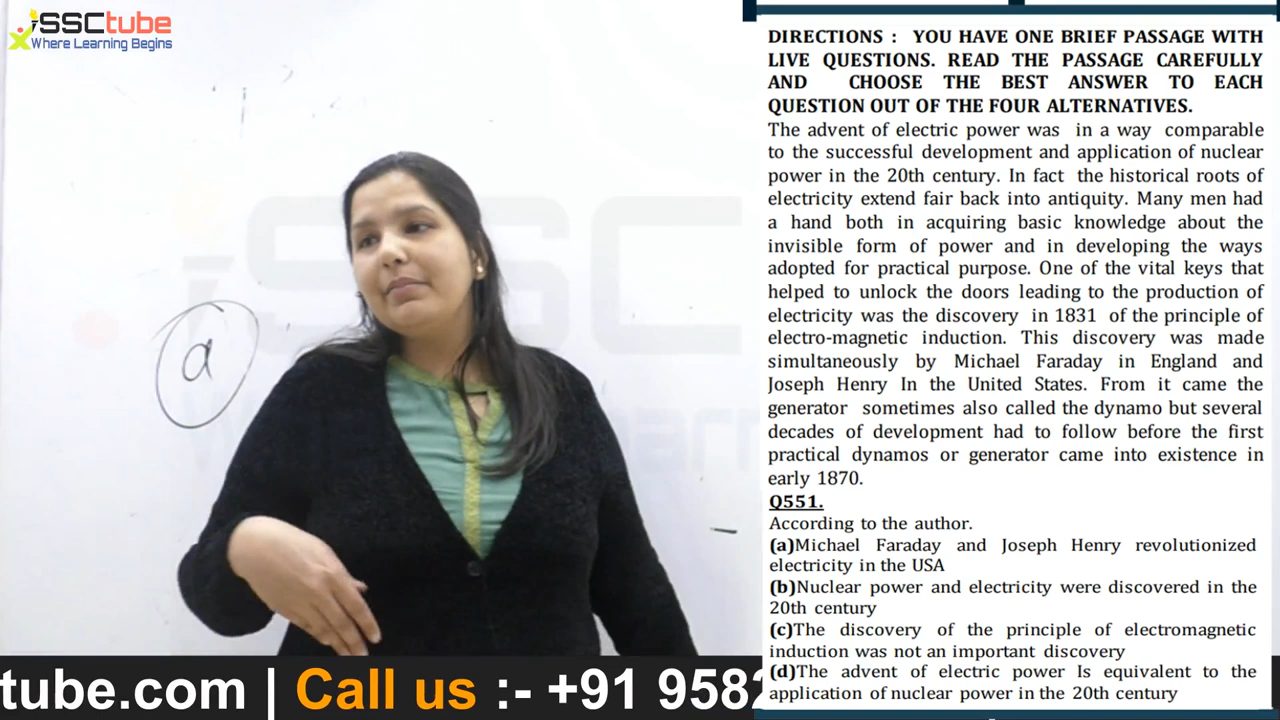 iSSCtube
Where Learning Begins
a
DIRECTIONS : YOU HAVE ONE BRIEF PASSAGE WITH
LIVE QUESTIONS. READ THE PASSAGE CAREFULLY
AND CHOOSE THE BEST ANSWER TO EACH
QUESTION OUT OF THE FOUR ALTERNATIVES.
The advent of electric power was in a way comparable
to the successful development and application of nuclear
power in the 20th century. In fact the historical roots of
electricity extend fair back into antiquity. Many men had
a hand both in acquiring basic knowledge about the
invisible form of power and in developing the ways
adopted for practical purpose. One of the vital keys that
helped to unlock the doors leading to the production of
electricity was the discovery in 1831 of the principle of
electro-magnetic induction. This discovery was made
simultaneously by Michael Faraday in England and
Joseph Henry In the United States. From it came the
generator sometimes also called the dynamo but several
decades of development had to follow before the first
practical dynamos or generator came into existence in
early 1870.
Q551.
According to the author.
(a)Michael Faraday and Joseph Henry revolutionized
electricity in the USA
(b)Nuclear power and electricity were discovered in the
20th century
(c)The discovery of the principle of electromagnetic
induction was not an important discovery
(d)The advent of electric power Is equivalent to the
application of nuclear power in the 20th century
tube.com | Call us :- +91 9582